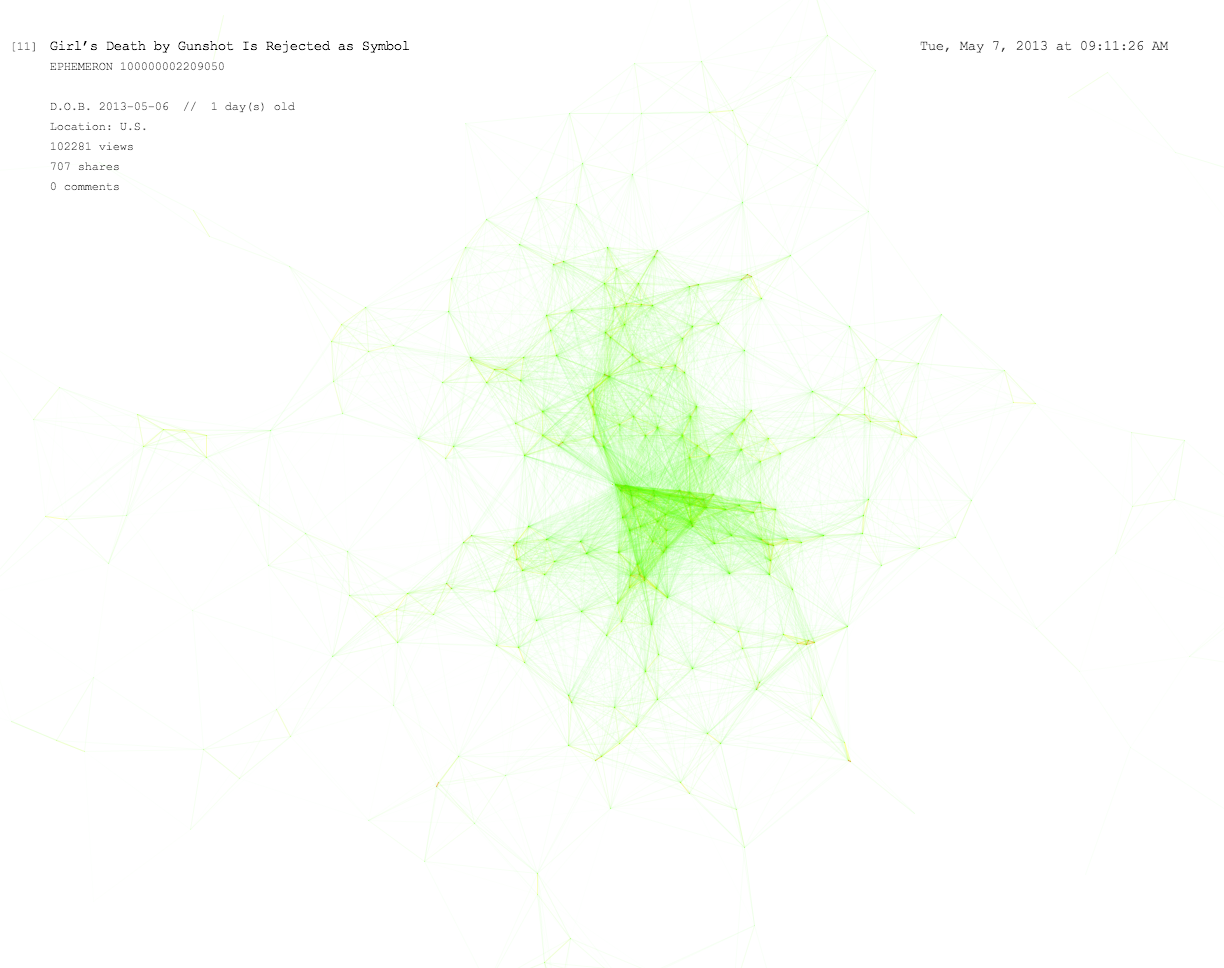 [11] Girl's Death by Gunshot Is Rejected as Symbol
Tue, May 7, 2013 at 09:11:26 AM
EPHEMERON 100000002209050
D.O.B. 2013-05-06 // 1 day(s) old
Location: U.S.
102281 views
707 shares
0 comments